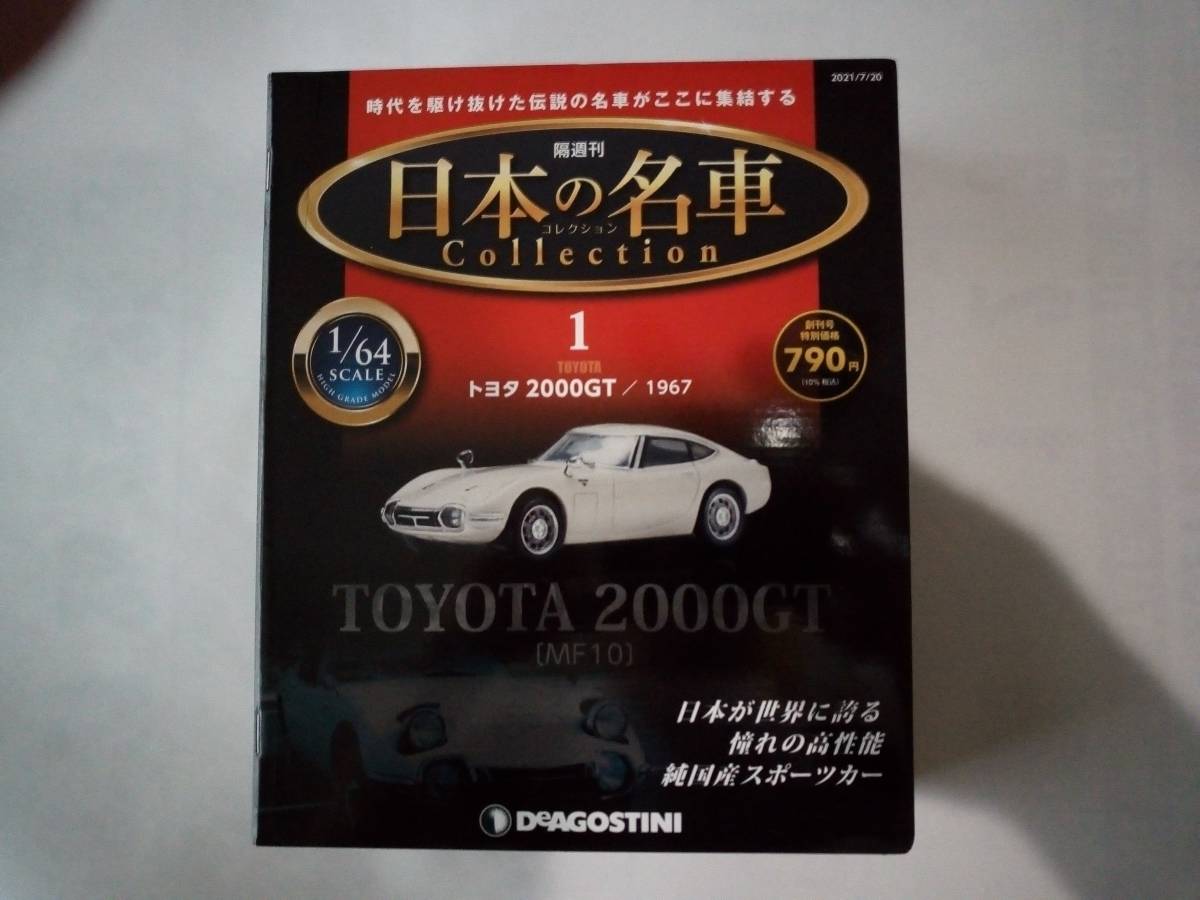 2021/7/20
時代を駆け抜けた伝説の名車がここに集結する
隔週刊
日本の名車
コレクション
Collection
1/64
SCALE
HIGH GRADE MODEL
1
TOYOTA
トヨタ 2000GT / 1967
創刊号
特別価格
790円
(10%税込)
TOYOTA 2000GT
[MF10]
日本が世界に誇る
憧れの高性能
純国産スポーツカー
DeAGOSTINI